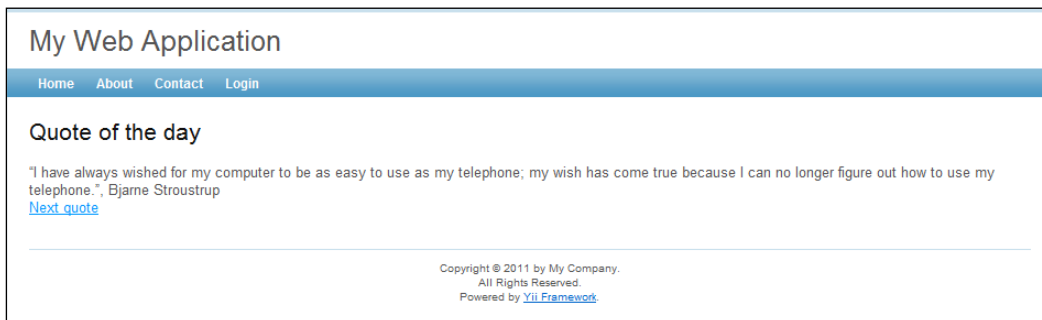 My Web Application
Home About Contact Login
Quote of the day
“I have always wished for my computer to be as easy to use as my telephone; my wish has come true because I can no longer figure out how to use my
telephone.”, Bjarne Stroustrup
Next quote
Copyright © 2011 by My Company.
All Rights Reserved.
Powered by Yii Framework.